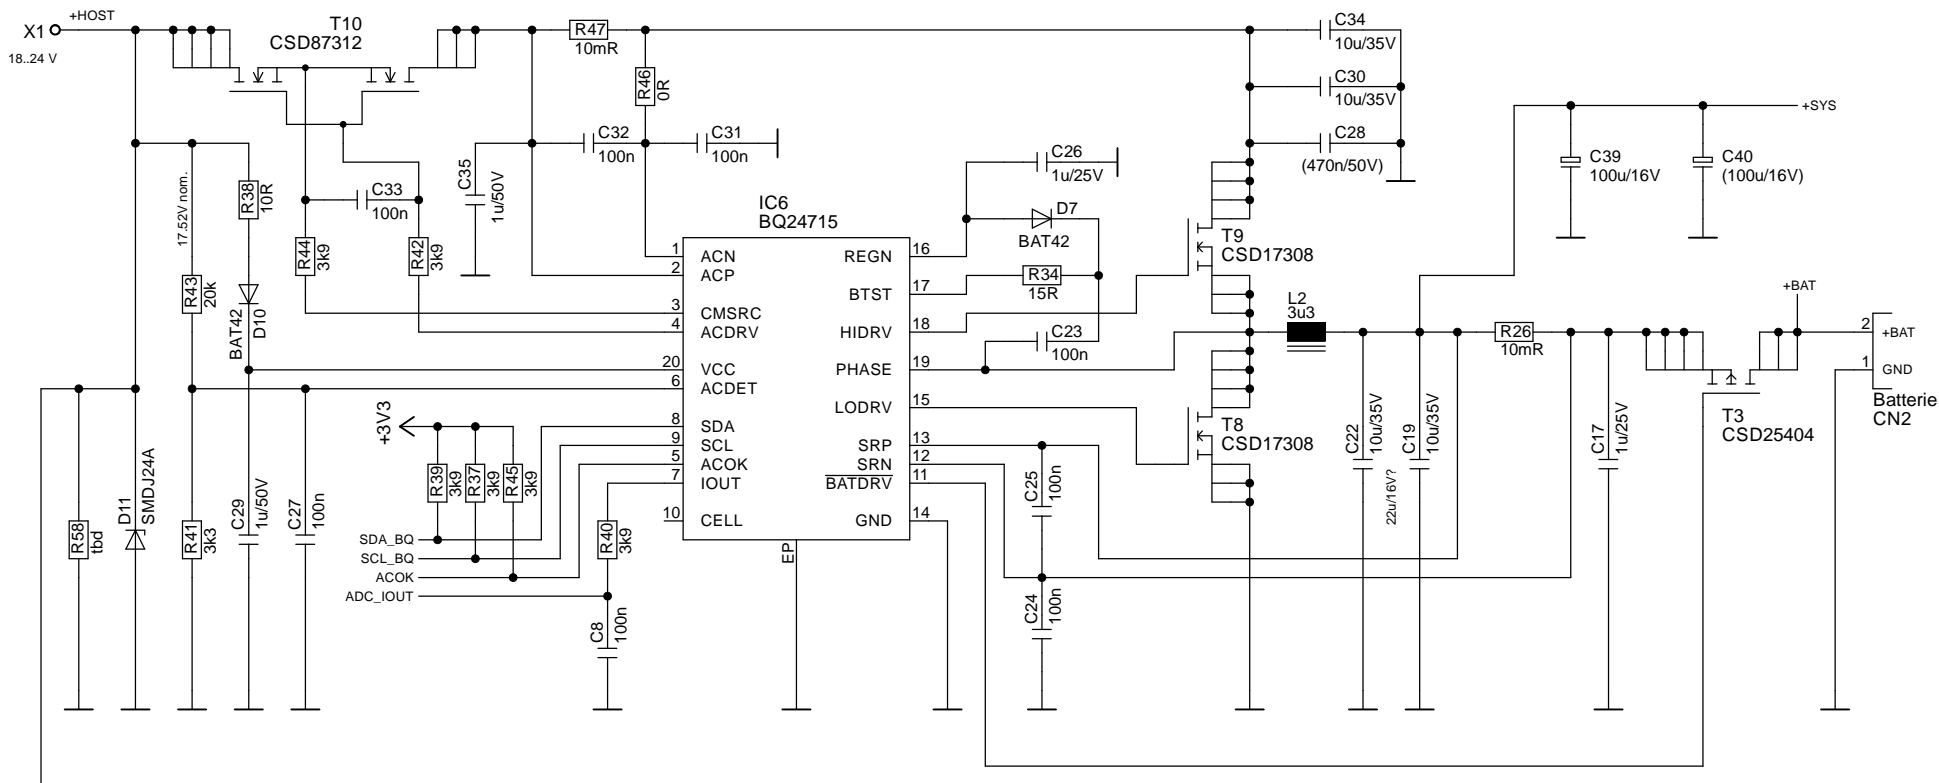 X1
+HOST
18..24 V
T10
CSD87312
R47
10mR
R46
0R
C34
10u/35V
C30
10u/35V
C28
(470n/50V)
C32
100n
C31
100n
C35
1u/50V
C33
100n
R44
3k9
R42
3k9
17.52V nom.
R38
10R
R43
20k
BAT42
D10
C26
1u/25V
D7
BAT42
R34
15R
C23
100n
IC6
BQ24715
1 ACN
2 ACP
3 CMSRC
4 ACDRV
20 VCC
6 ACDET
8 SDA
9 SCL
5 ACOK
7 IOUT
10 CELL
EP
REGN 16
BTST 17
HIDRV 18
PHASE 19
LODRV 15
SRP 13
SRN 12
BATDRV 11
GND 14
T9
CSD17308
T8
CSD17308
L2
3u3
+SYS
C39
100u/16V
C40
(100u/16V)
R26
10mR
+BAT
2 +BAT
1 GND
Batterie
CN2
T3
CSD25404
C22
10u/35V
C19
10u/35V
22u/16V?
C17
1u/25V
C25
100n
C24
100n
+3V3
R39
3k9
R37
3k9
R45
3k9
R40
3k9
SDA_BQ
SCL_BQ
ACOK
ADC_IOUT
C8
100n
R58
tbd
D11
SMDJ24A
R41
3k3
C29
1u/50V
C27
100n